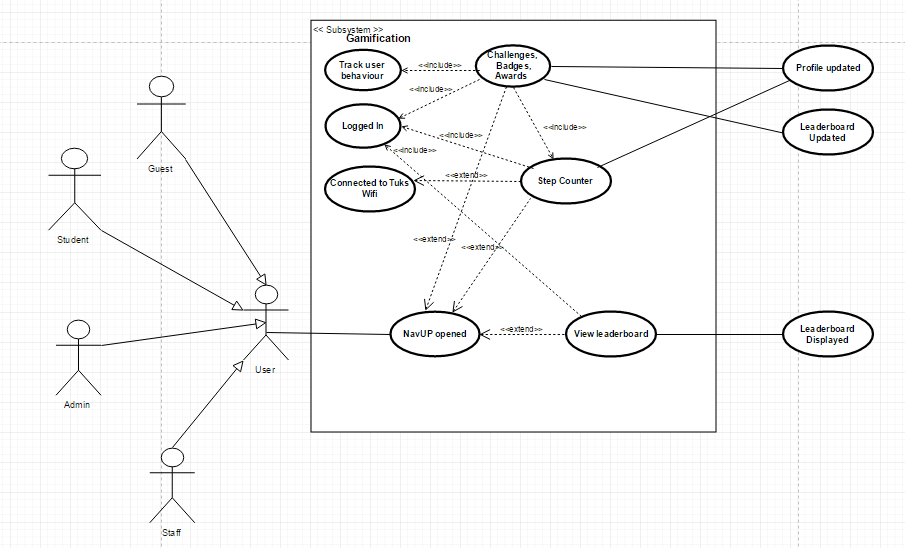 << Subsystem >>
Gamification
Track user
behaviour
<<include>>
Challenges,
Badges,
Awards
Profile updated
<<include>>
Logged In
<<include>>
<<include>>
Leaderboard
Updated
<<include>>
Guest
Connected to Tuks
Wifi
<<extend>>
Step Counter
Student
<<extend>>
<<extend>>
NavUP opened
<<extend>>
View leaderboard
Leaderboard
Displayed
User
Admin
Staff